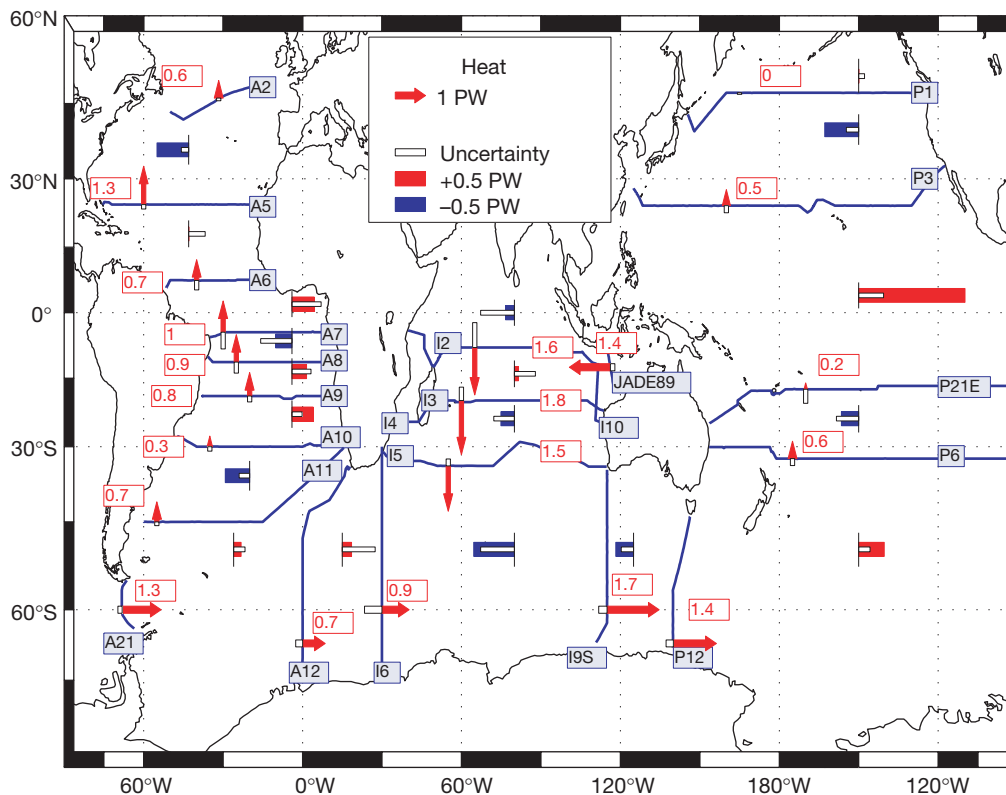 60°N
30°N
0°
30°S
60°S
60°W
0°W
60°W
120°W
180°W
120°W
Heat
1 PW
Uncertainty
+0.5 PW
−0.5 PW
0.6
A2
0
P1
1.3
A5
0.5
P3
0.7
A6
1
A7
0.9
A8
0.8
A9
0.3
A10
0.7
A11
I2
1.6
1.4
JADE89
I3
1.8
I4
I10
I5
1.5
0.2
P21E
0.6
P6
1.3
A21
0.7
A12
0.9
I6
1.7
I9S
1.4
P12